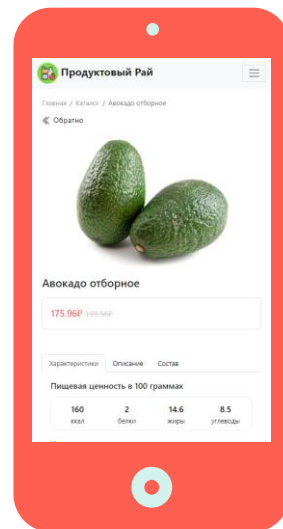 Продуктовый Рай
Главная / Каталог / Авокадо отборное
≪ Обратно
Авокадо отборное
175.96₽ 199.96₽
Характеристики Описание Состав
Пищевая ценность в 100 граммах
160 2 14.6 8.5
ккал белки жиры углеводы